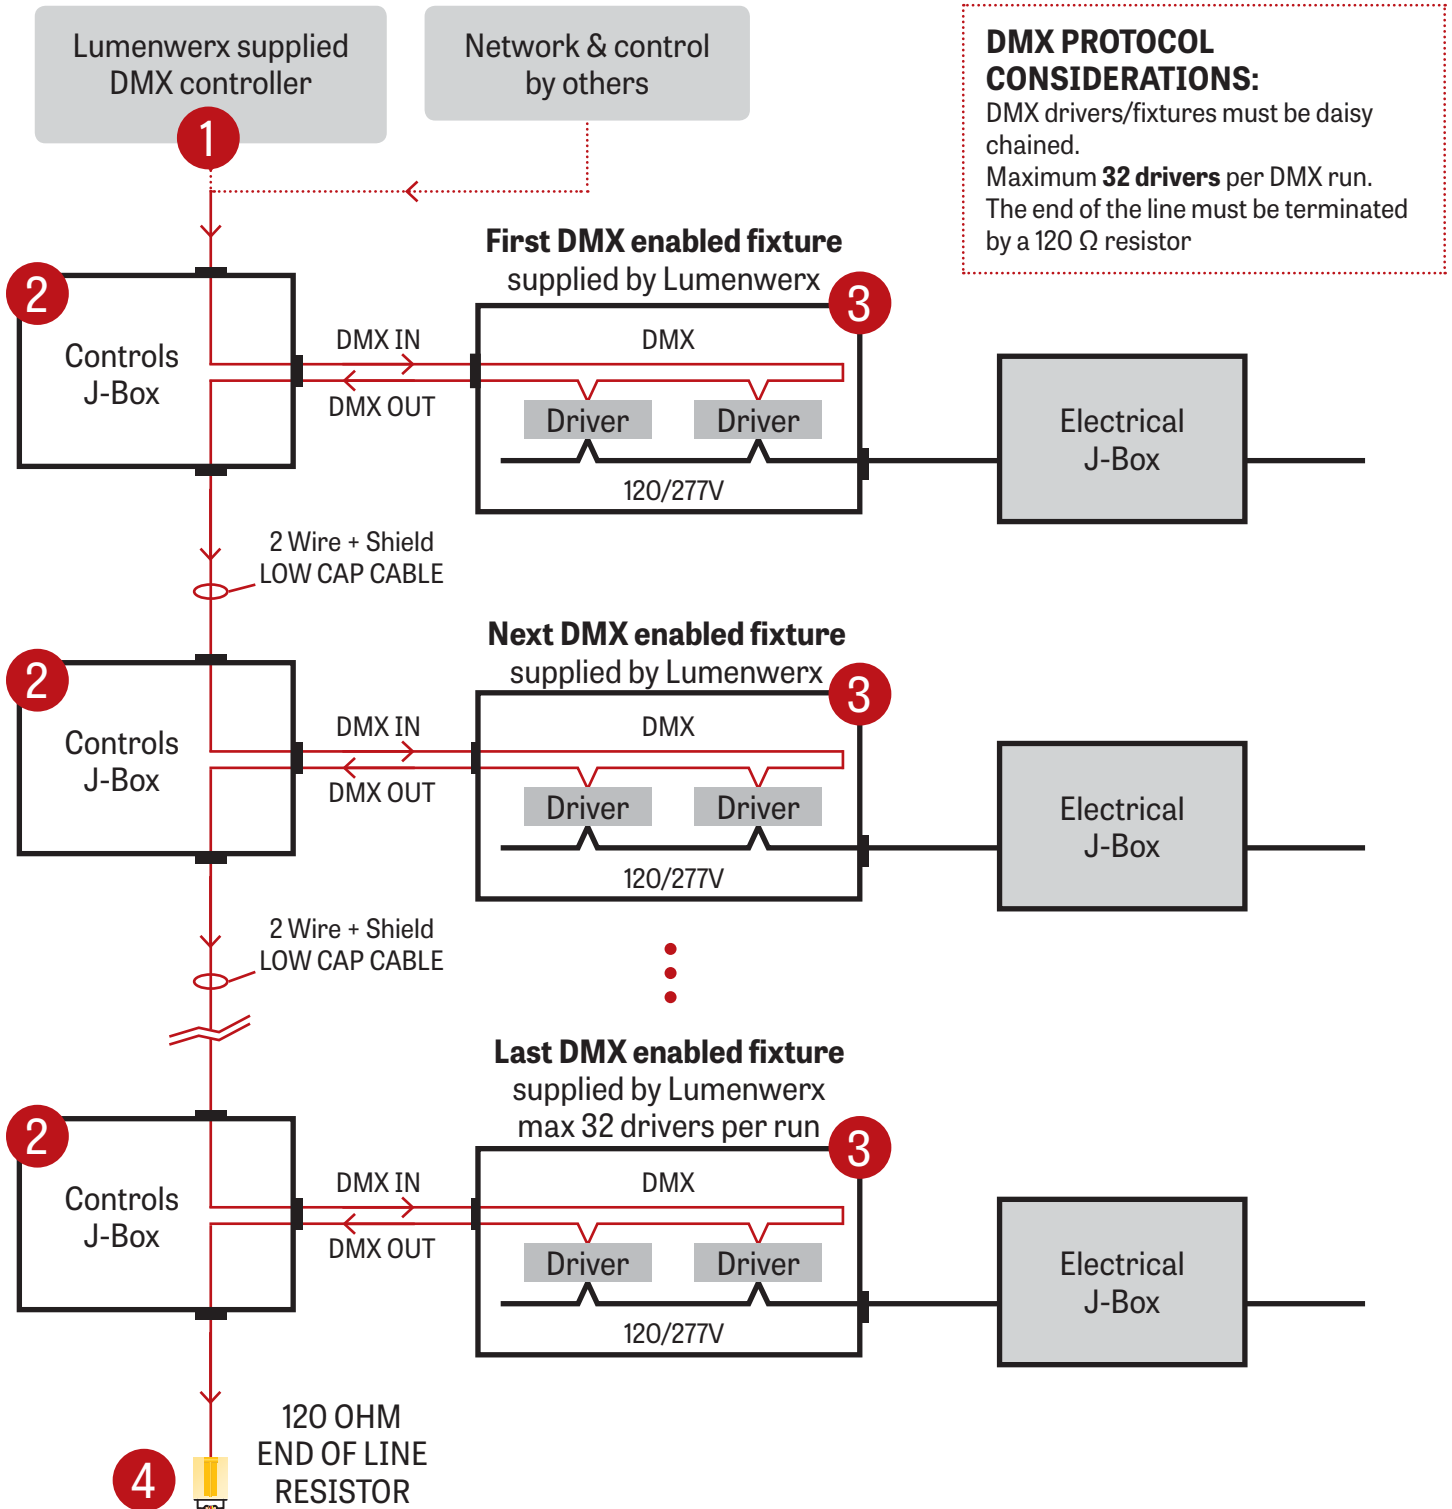 Lumenwerx supplied
DMX controller
1
Network & control
by others
DMX PROTOCOL
CONSIDERATIONS:
DMX drivers/fixtures must be daisy
chained.
Maximum 32 drivers per DMX run.
The end of the line must be terminated
by a 120 Ω resistor
First DMX enabled fixture
supplied by Lumenwerx
2
Controls
J-Box
DMX IN
DMX OUT
3
DMX
Driver
Driver
120/277V
Electrical
J-Box
2 Wire + Shield
LOW CAP CABLE
Next DMX enabled fixture
supplied by Lumenwerx
2
Controls
J-Box
DMX IN
DMX OUT
3
DMX
Driver
Driver
120/277V
Electrical
J-Box
2 Wire + Shield
LOW CAP CABLE
Last DMX enabled fixture
supplied by Lumenwerx
max 32 drivers per run
2
Controls
J-Box
DMX IN
DMX OUT
3
DMX
Driver
Driver
120/277V
Electrical
J-Box
4
120 OHM
END OF LINE
RESISTOR